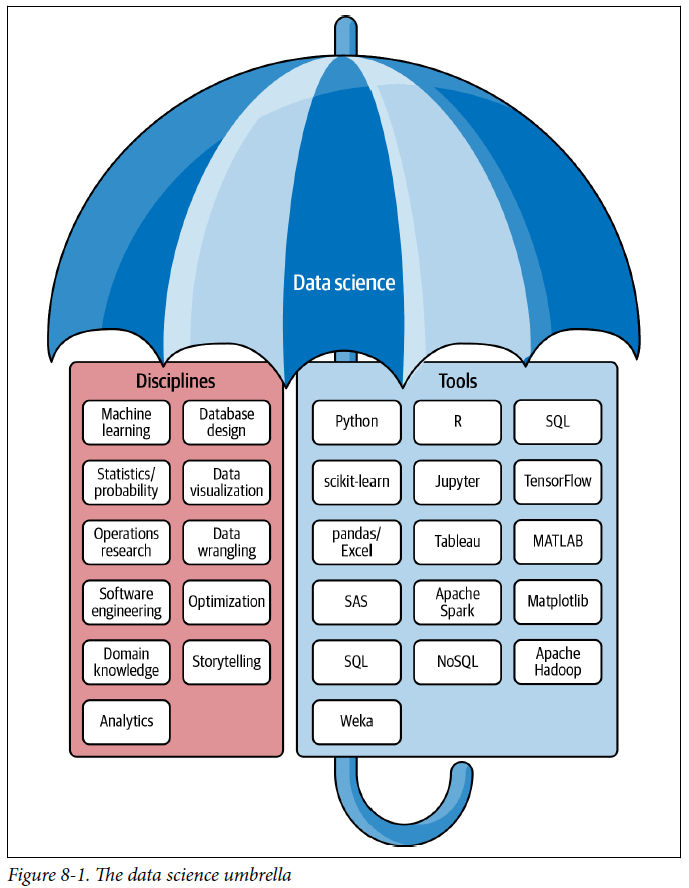 Data science
Disciplines
Machine
learning
Database
design
Statistics/
probability
Data
visualization
Operations
research
Data
wrangling
Software
engineering
Optimization
Domain
knowledge
Storytelling
Analytics
Tools
Python
R
SQL
scikit-learn
Jupyter
TensorFlow
pandas/
Excel
Tableau
MATLAB
SAS
Apache
Spark
Matplotlib
SQL
NoSQL
Apache
Hadoop
Weka
Figure 8-1. The data science umbrella